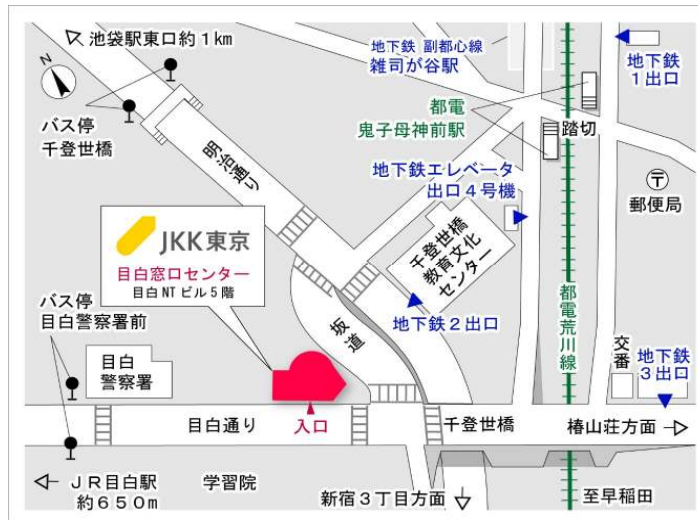 池袋駅東口約1km
N
バス停
千登世橋
明治通り
地下鉄 副都心線
雑司が谷駅
地下鉄
1出口
都電
鬼子母神前駅
踏切
〒
郵便局
地下鉄エレベータ
出口4号機
千登世橋
教育文化
センター
JKK東京
目白窓口センター
目白NTビル5階
地下鉄2出口
都電荒川線
坂道
バス停
目白警察署前
目白
警察署
交番
地下鉄
3出口
目白通り
入口
千登世橋
椿山荘方面
JR目白駅
約650m
学習院
新宿3丁目方面
至早稲田